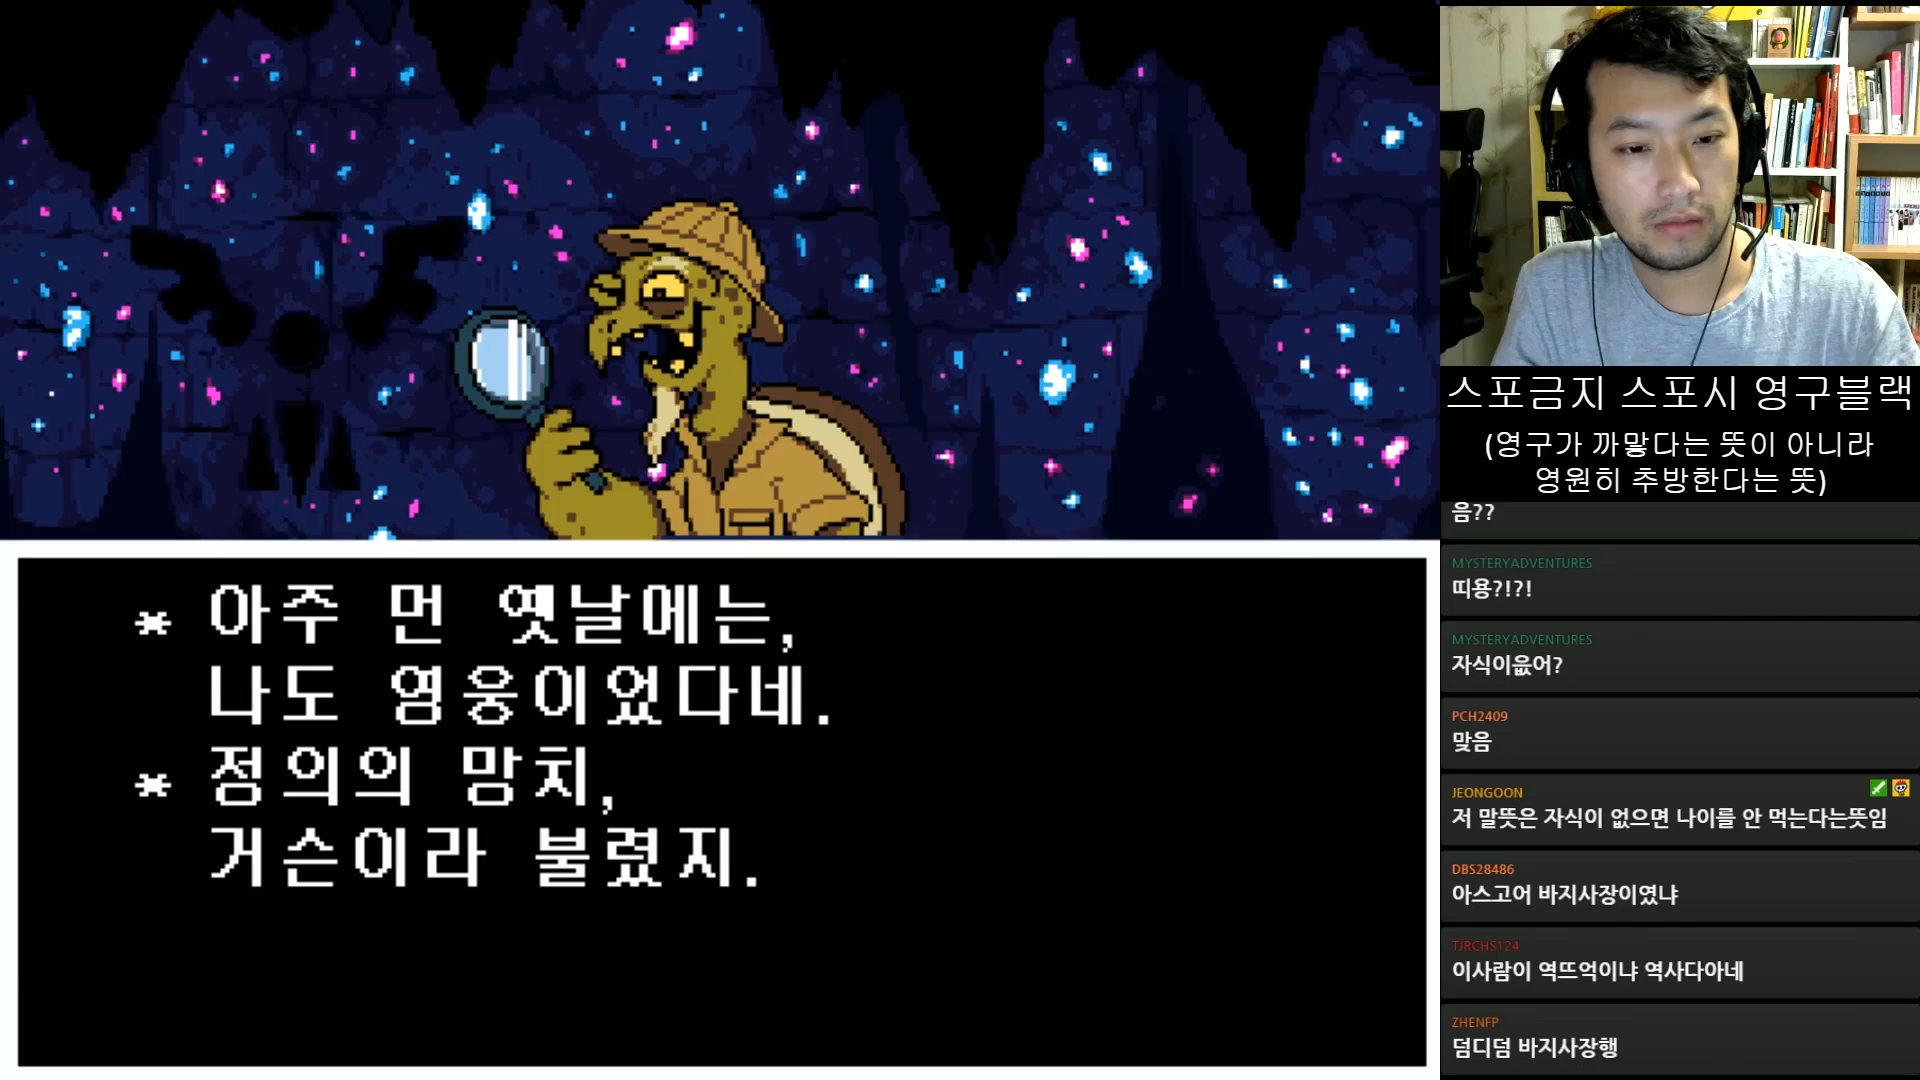 * 아주 먼 옛날에는,
나도 영웅이었다네.
* 정의의 망치,
거슨이라 불렸지.
스포금지 스포시 영구블랙
(영구가 까맣다는 뜻이 아니라
영원히 추방한다는 뜻)
음??
MYSTERYADVENTURES
띠용?!?!
MYSTERYADVENTURES
자식이읎어?
PCH2409
맞음
JEONGOON
저 말뜻은 자식이 없으면 나이를 안 먹는다는뜻임
DBS28486
아스고어 바지사장이였냐
TJRCHS124
이사람이 역뜨억이냐 역사다아네
ZHENFP
덤디덤 바지사장행